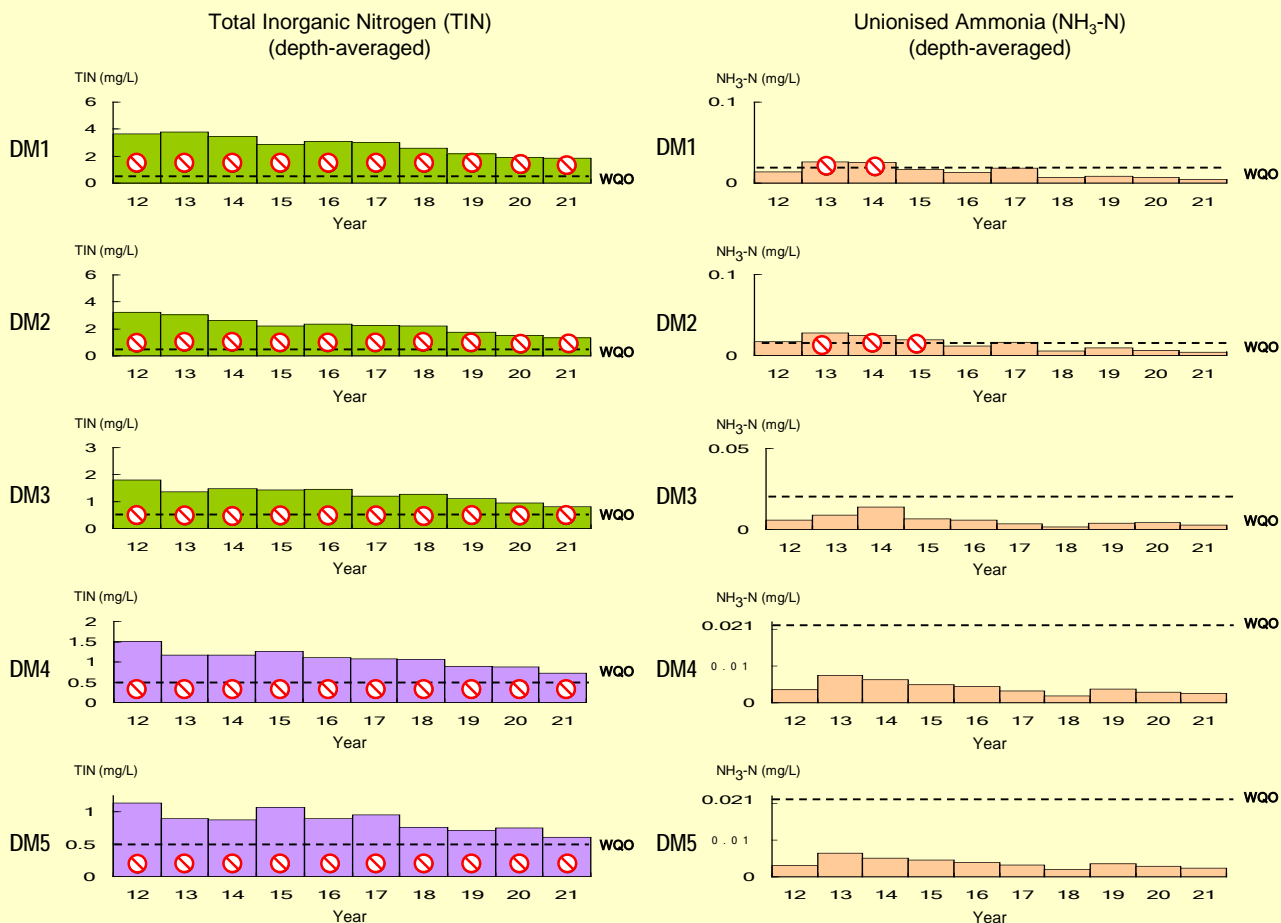 Total Inorganic Nitrogen (TIN)
(depth-averaged)
TIN (mg/L)
DM1
6
4
2
0
WQO
12 13 14 15 16 17 18 19 20 21
Year
TIN (mg/L)
DM2
6
4
2
0
WQO
12 13 14 15 16 17 18 19 20 21
Year
TIN (mg/L)
DM3
3
2
1
0
WQO
12 13 14 15 16 17 18 19 20 21
Year
TIN (mg/L)
DM4
2
1.5
1
0.5
0
WQO
12 13 14 15 16 17 18 19 20 21
Year
TIN (mg/L)
DM5
1
0.5
0
WQO
12 13 14 15 16 17 18 19 20 21
Year
Unionised Ammonia (NH3-N)
(depth-averaged)
NH3-N (mg/L)
DM1
0.1
0
WQO
12 13 14 15 16 17 18 19 20 21
Year
NH3-N (mg/L)
DM2
0.1
0
WQO
12 13 14 15 16 17 18 19 20 21
Year
NH3-N (mg/L)
DM3
0.05
0
WQO
12 13 14 15 16 17 18 19 20 21
Year
NH3-N (mg/L)
DM4
0.021
0.01
0
WQO
12 13 14 15 16 17 18 19 20 21
Year
NH3-N (mg/L)
DM5
0.021
0.01
0
WQO
12 13 14 15 16 17 18 19 20 21
Year